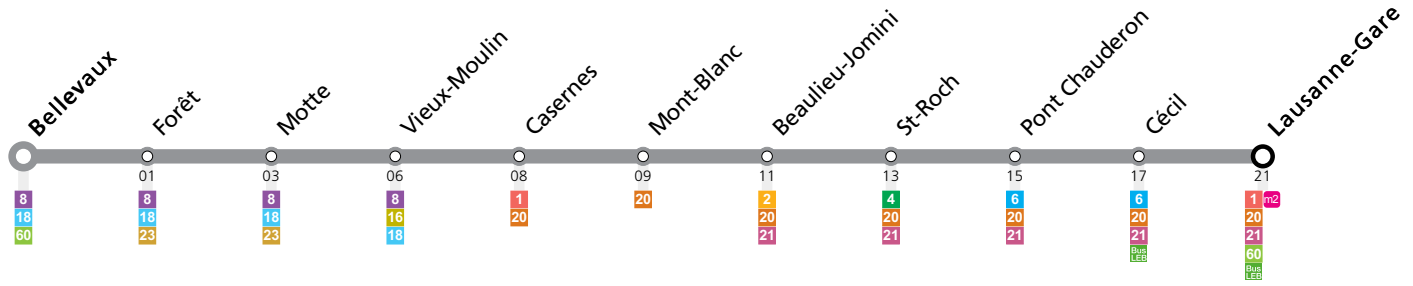 Bellevaux
Forêt
Motte
Vieux-Moulin
Casernes
Mont-Blanc
Beaulieu-Jomini
St-Roch
Pont Chauderon
Cécil
Lausanne-Gare
01 03 06 08 09 11 13 15 17 21
8 8 8 8 1 20 2 4 6 6 1 m2
18 18 18 16 20 20 20 20 20 20
60 23 23 18 21 21 21 21 21
Bus LEB 60
Bus LEB